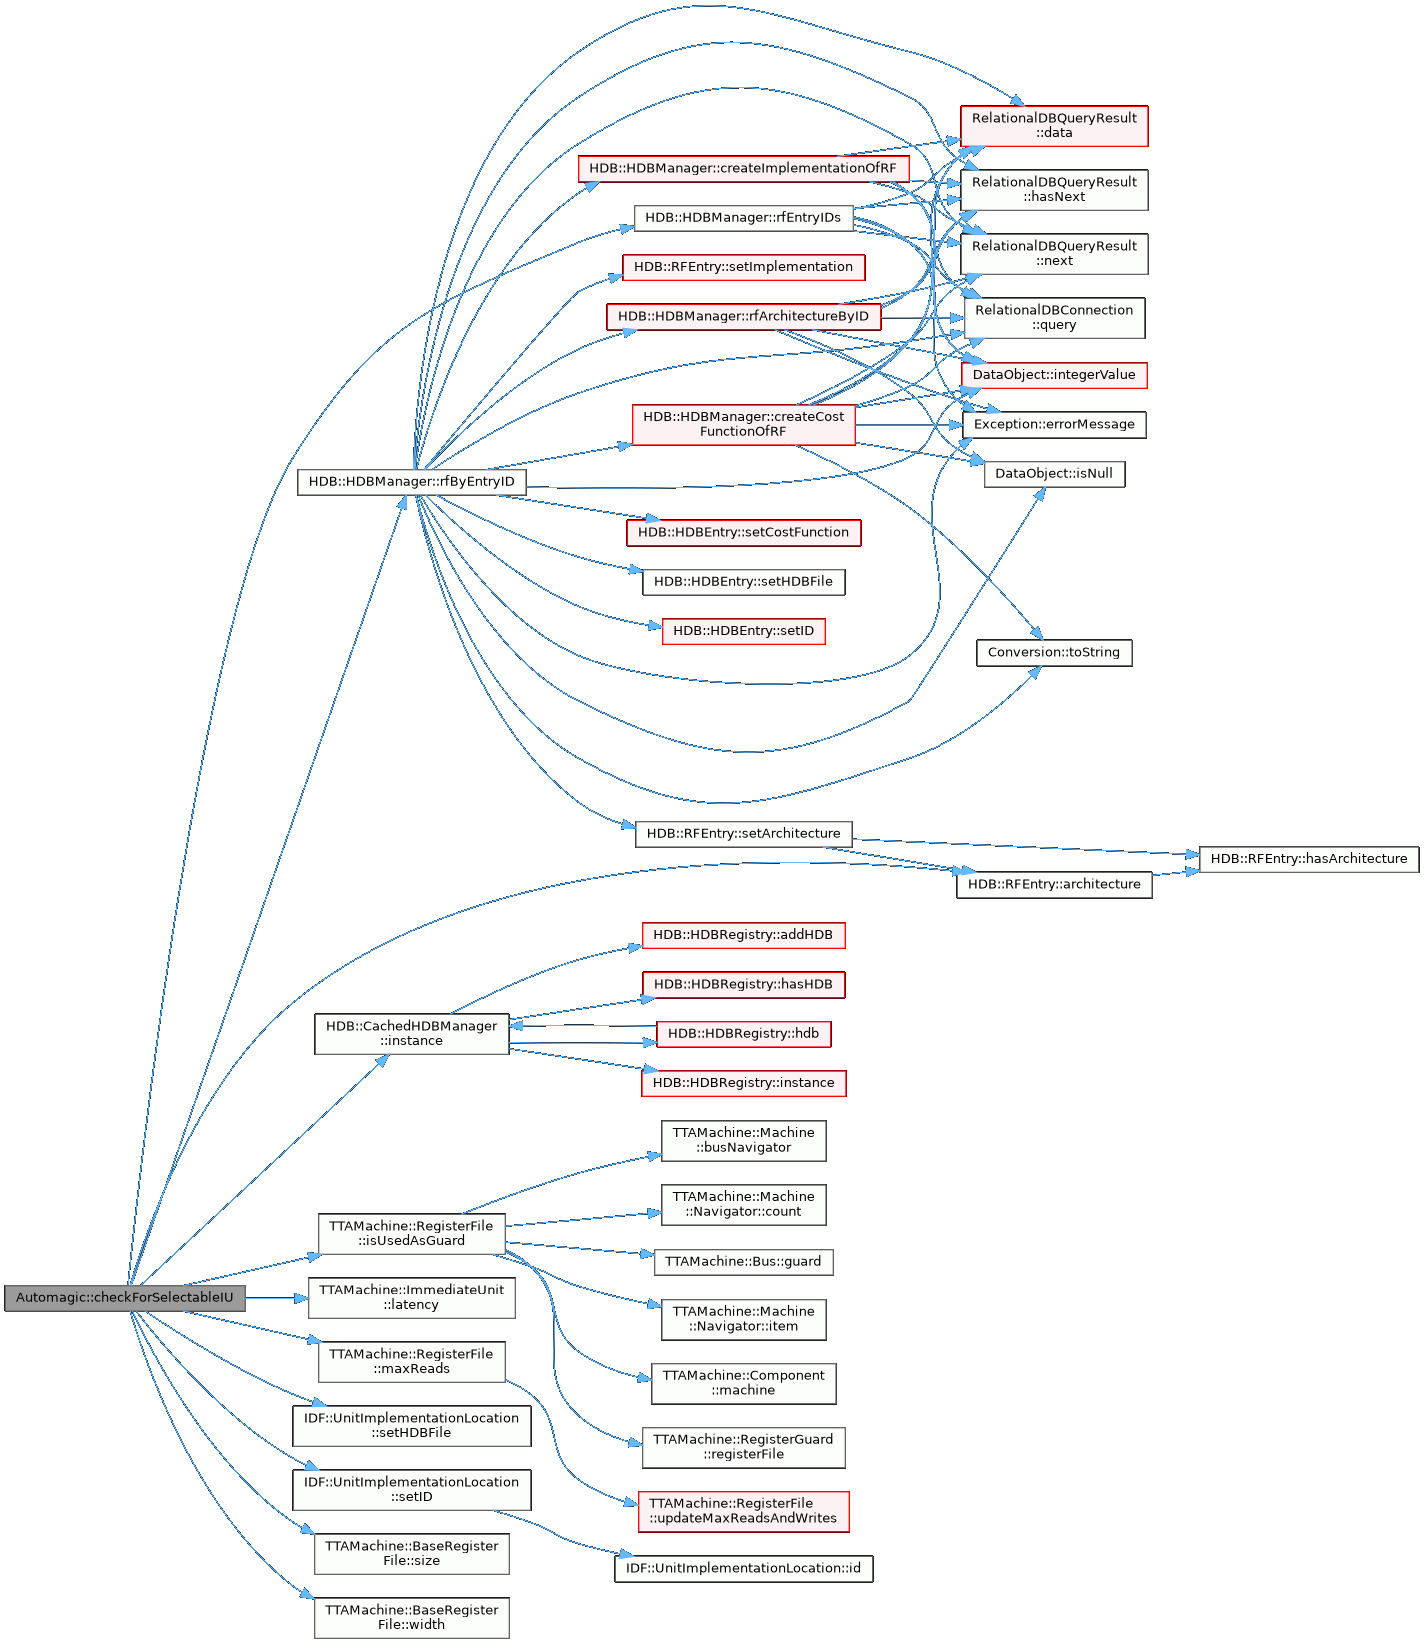 RelationalDBQueryResult
::data
HDB::HDBManager::createImplementationOfRF
RelationalDBQueryResult
::hasNext
HDB::HDBManager::rfEntryIDs
RelationalDBQueryResult
::next
HDB::RFEntry::setImplementation
HDB::HDBManager::rfArchitectureByID
RelationalDBConnection
::query
DataObject::integerValue
HDB::HDBManager::createCost
FunctionOfRF
Exception::errorMessage
DataObject::isNull
HDB::HDBManager::rfByEntryID
HDB::HDBEntry::setCostFunction
HDB::HDBEntry::setHDBFile
HDB::HDBEntry::setID
Conversion::toString
HDB::RFEntry::setArchitecture
HDB::RFEntry::hasArchitecture
HDB::RFEntry::architecture
HDB::HDBRegistry::addHDB
HDB::HDBRegistry::hasHDB
HDB::CachedHDBManager
::instance
HDB::HDBRegistry::hdb
HDB::HDBRegistry::instance
TTAMachine::Machine
::busNavigator
TTAMachine::Machine
::Navigator::count
TTAMachine::RegisterFile
::isUsedAsGuard
TTAMachine::Bus::guard
Automagic::checkForSelectableIU
TTAMachine::ImmediateUnit
::latency
TTAMachine::Machine
::Navigator::item
TTAMachine::RegisterFile
::maxReads
TTAMachine::Component
::machine
IDF::UnitImplementationLocation
::setHDBFile
TTAMachine::RegisterGuard
::registerFile
IDF::UnitImplementationLocation
::setID
TTAMachine::RegisterFile
::updateMaxReadsAndWrites
TTAMachine::BaseRegister
File::size
IDF::UnitImplementationLocation::id
TTAMachine::BaseRegister
File::width